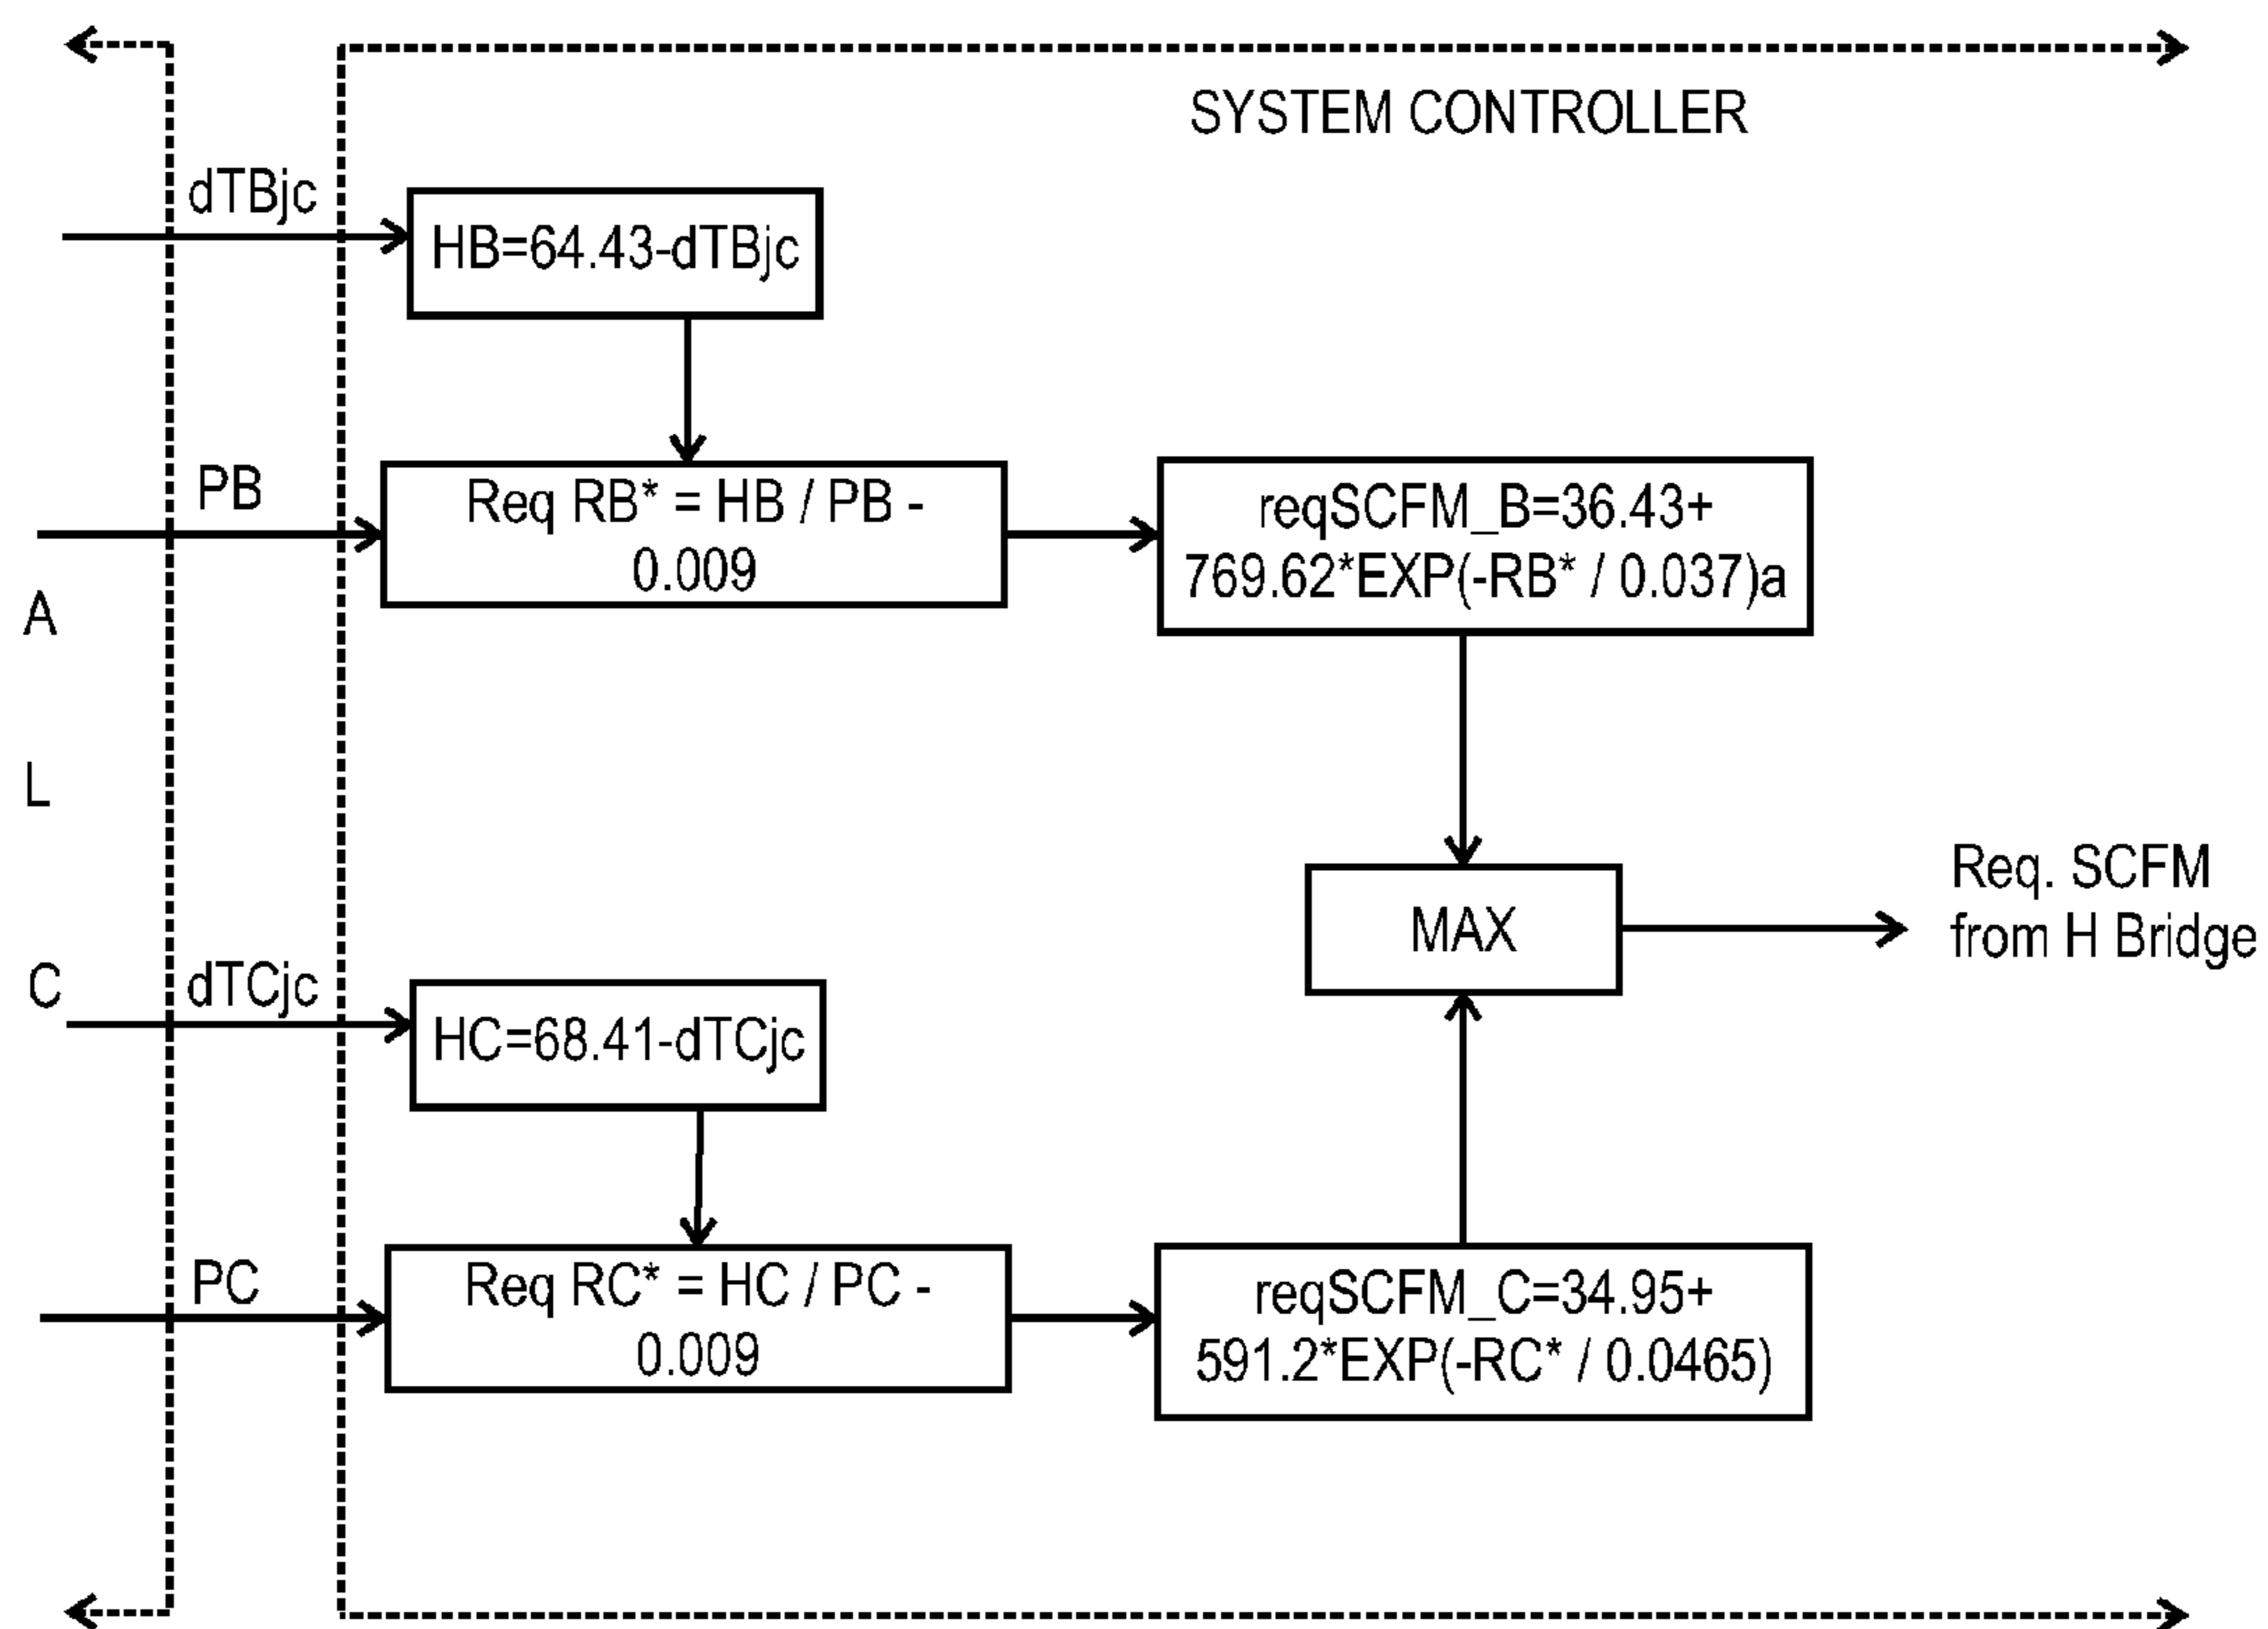 SYSTEM CONTROLLER
dTBjc
HB=64.43-dTBjc
PB
Req RB* = HB / PB -
0.009
reqSCFM_B=36.43+
769.62*EXP(-RB* / 0.037)a
A
L
C
MAX
Req. SCFM
from H Bridge
dTCjc
HC=68.41-dTCjc
PC
Req RC* = HC / PC -
0.009
reqSCFM_C=34.95+
591.2*EXP(-RC* / 0.0465)